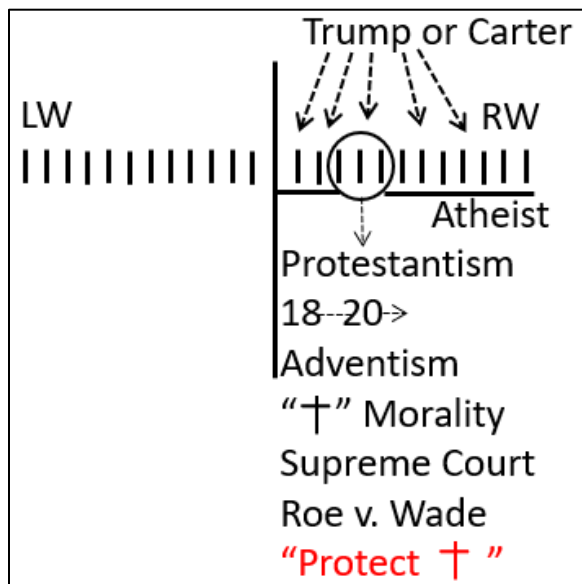 Trump or Carter
LW
RW
Atheist
Protestantism
18--20->
Adventism
“†” Morality
Supreme Court
Roe v. Wade
“Protect † ”